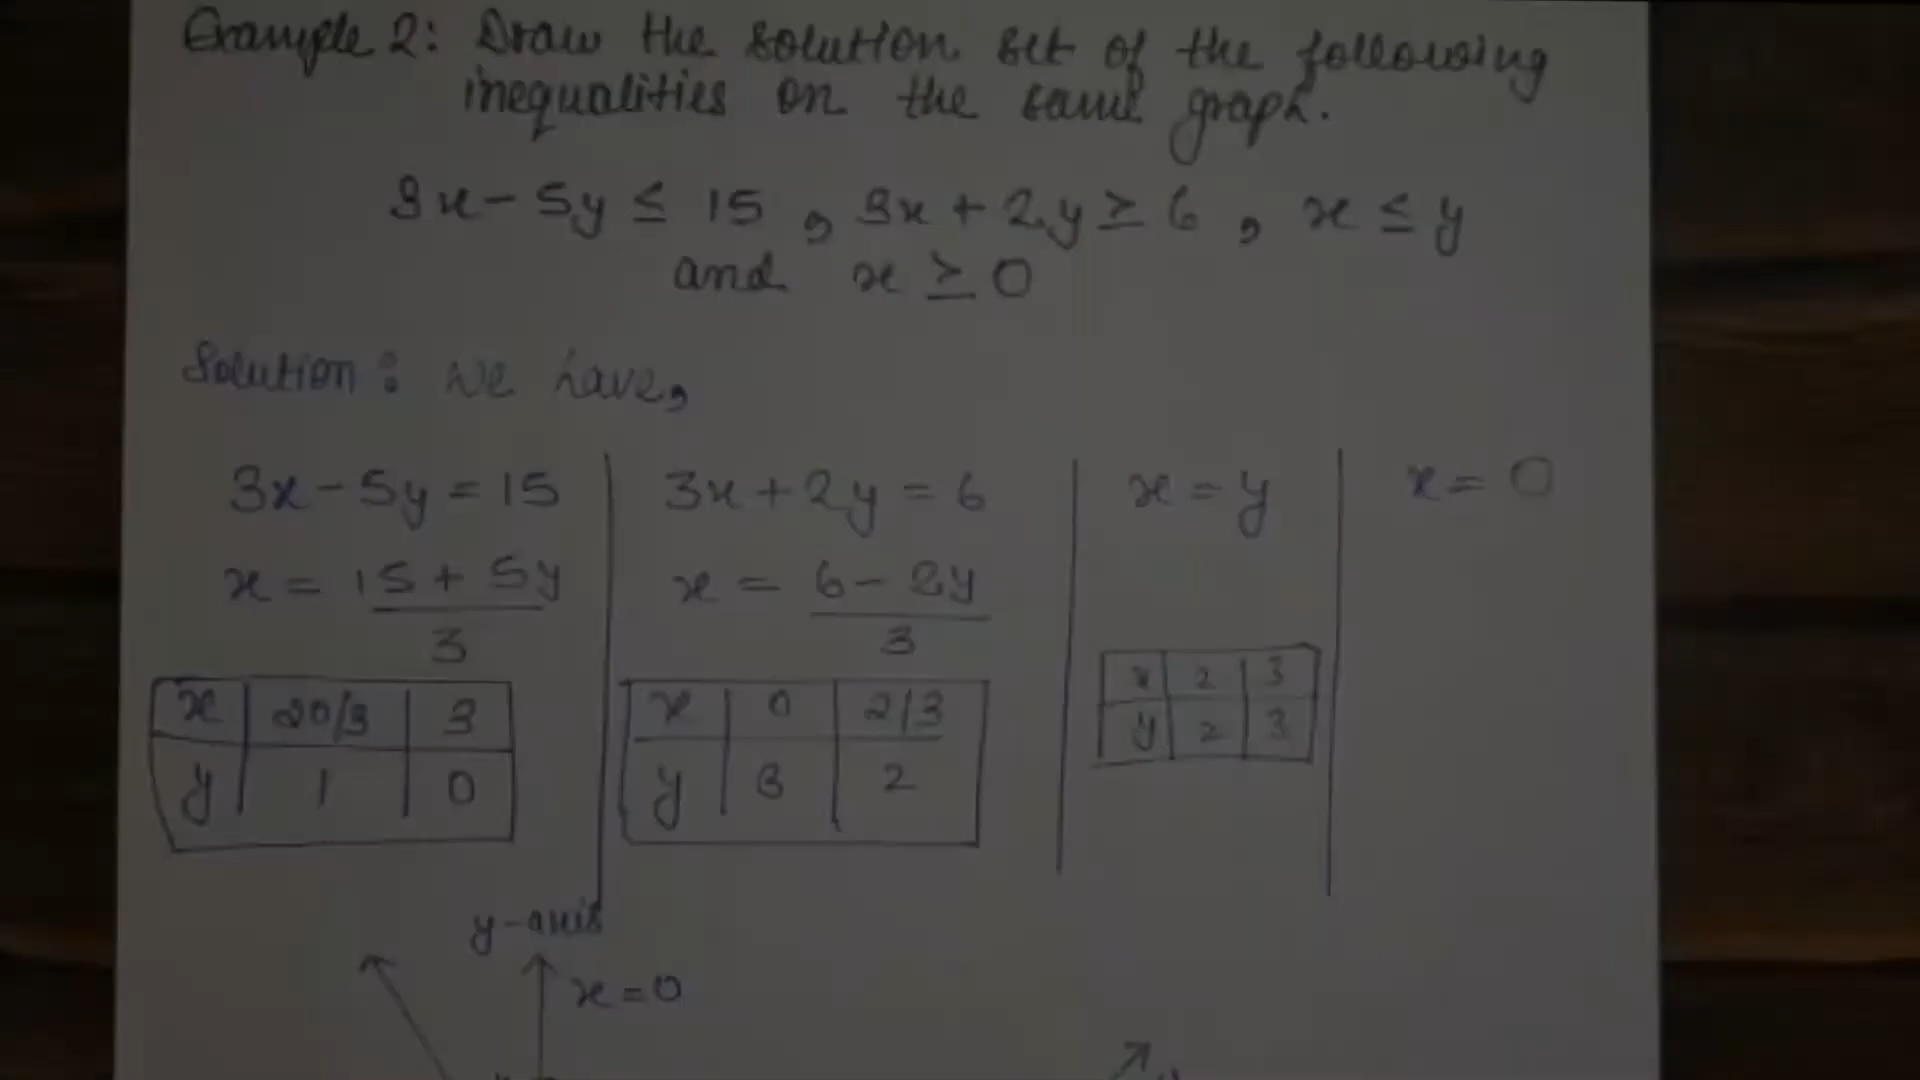 Example 2: Draw the solution set of the following
inequalities on the same graph.
3x - 5y ≤ 15 , 3x + 2y ≥ 6 , x ≤ y
and x ≥ 0
Solution : We have,
3x - 5y = 15
x = 15 + 5y
3
x 20/3 3
y 1 0
3x + 2y = 6
x = 6 - 2y
3
x 0 2/3
y 3 2
x = y
x 2 3
y 2 3
x = 0
y-axis
x = 0